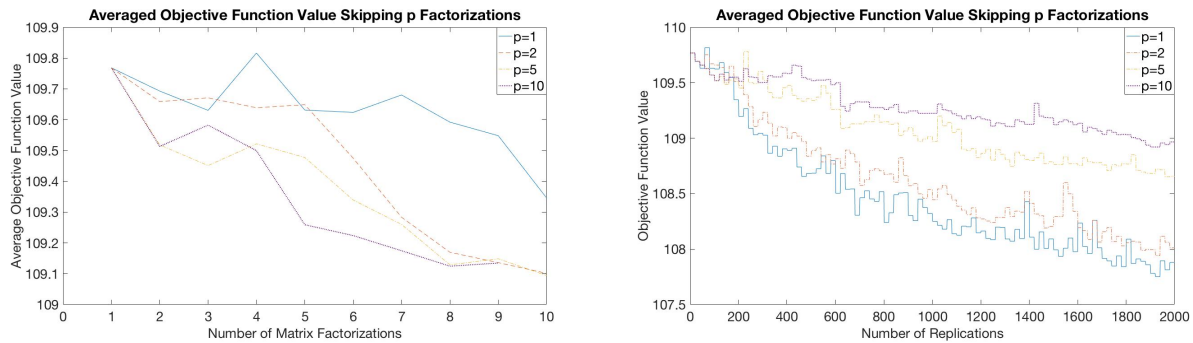 Averaged Objective Function Value Skipping p Factorizations
109.9
109.8
109.7
109.6
109.5
109.4
109.3
109.2
109.1
109
Average Objective Function Value
p=1
p=2
p=5
p=10
0 1 2 3 4 5 6 7 8 9 10
Number of Matrix Factorizations
Averaged Objective Function Value Skipping p Factorizations
110
109.5
109
108.5
108
107.5
Objective Function Value
p=1
p=2
p=5
p=10
0 200 400 600 800 1000 1200 1400 1600 1800 2000
Number of Replications